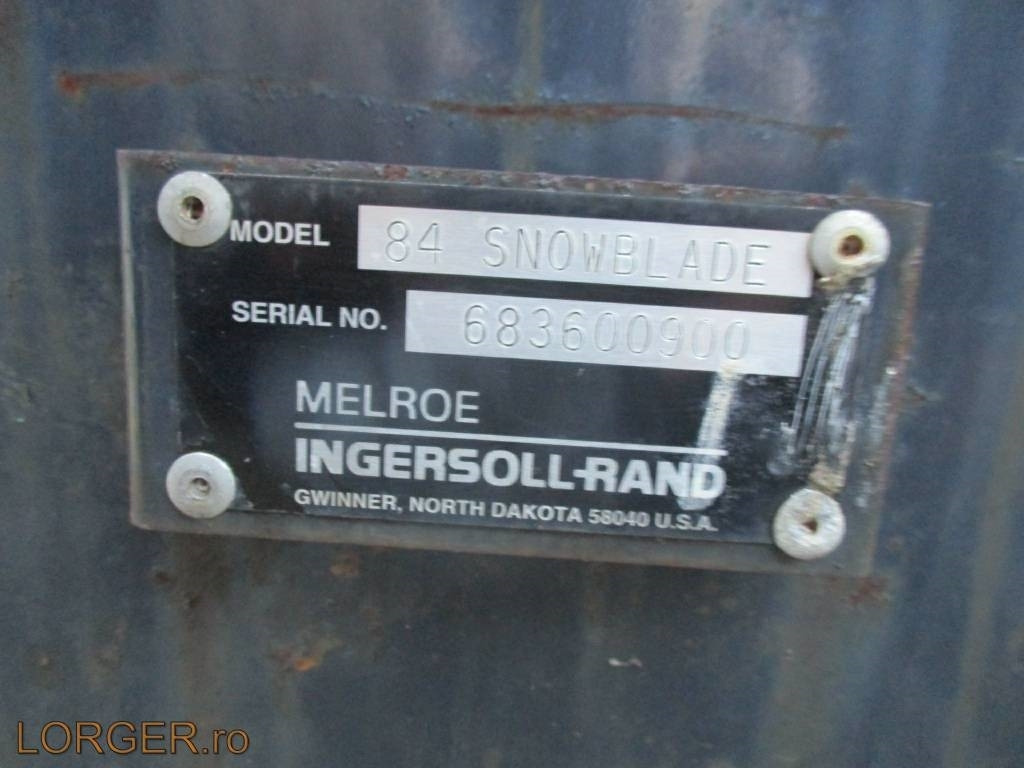 MODEL 84 SNOWBLADE
SERIAL NO. 683600900
MELROE
INGERSOLL-RAND
GWINNER, NORTH DAKOTA 58040 U.S.A.
LORGER.ro